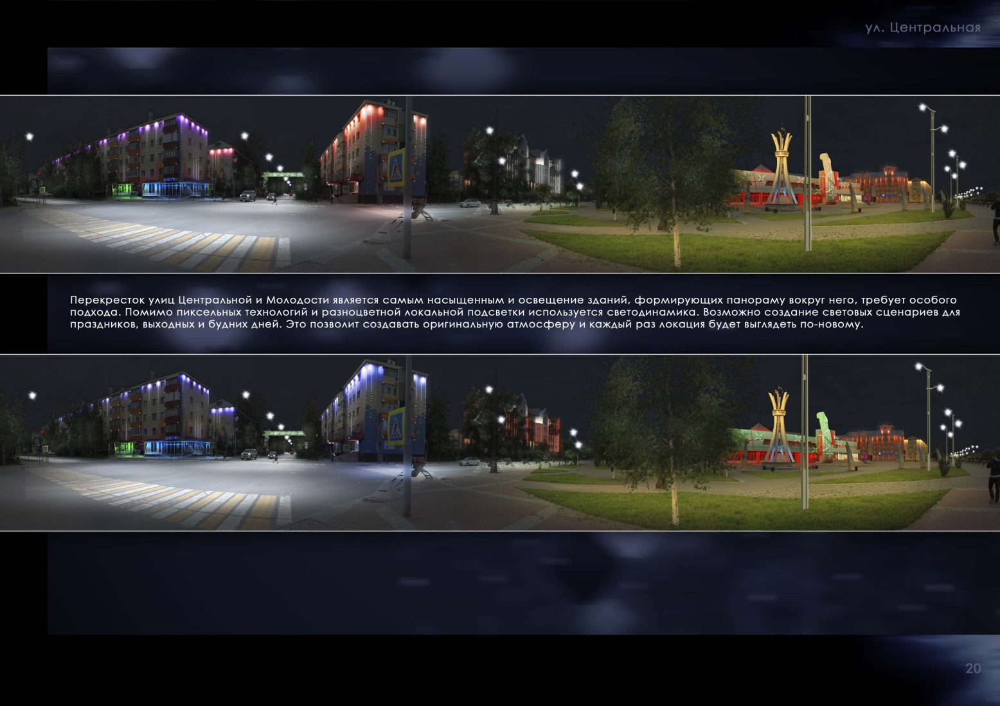 ул. Центральная
Перекресток улиц Центральной и Молодости является самым насыщенным и освещение зданий, формирующих панораму вокруг него, требует особого
подхода. Помимо пиксельных технологий и разноцветной локальной подсветки используется светодинамика. Возможно создание световых сценариев для
праздников, выходных и будних дней. Это позволит создавать оригинальную атмосферу и каждый раз локация будет выглядеть по-новому.
20